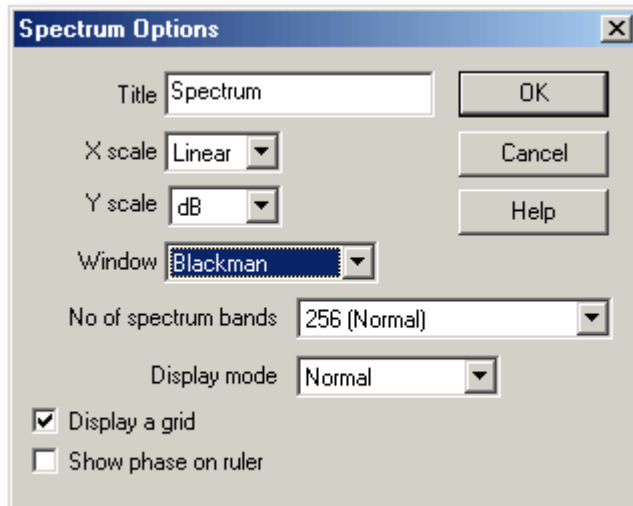 Spectrum Options
Title Spectrum
OK
X scale Linear
Cancel
Y scale dB
Help
Window Blackman
No of spectrum bands 256 (Normal)
Display mode Normal
Display a grid
Show phase on ruler